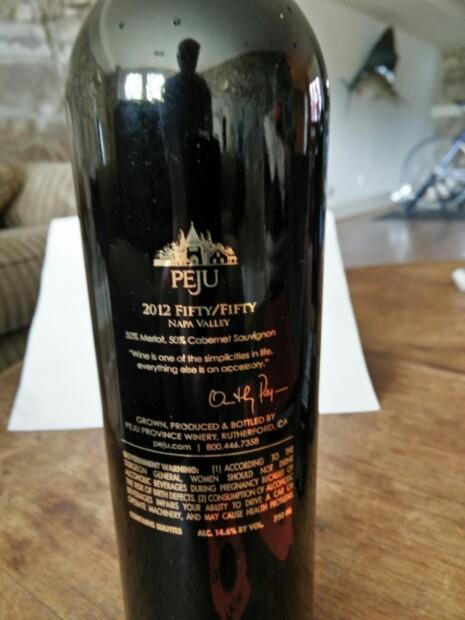 PEJU
2012 FIFTY/FIFTY
NAPA VALLEY
50% Merlot, 50% Cabernet Sauvignon
"Wine is one of the simplicities in life,
everything else is an accessory."
GROWN, PRODUCED & BOTTLED BY
PEJU PROVINCE WINERY, RUTHERFORD, CA
peju.com | 800.446.7358
GOVERNMENT WARNING: (1) ACCORDING TO THE
SURGEON GENERAL, WOMEN SHOULD NOT DRINK
ALCOHOLIC BEVERAGES DURING PREGNANCY BECAUSE OF
THE RISK OF BIRTH DEFECTS. (2) CONSUMPTION OF ALCOHOLIC
BEVERAGES IMPAIRS YOUR ABILITY TO DRIVE A CAR OR
OPERATE MACHINERY, AND MAY CAUSE HEALTH PROBLEMS.
CONTAINS SULFITES ALC. 14.6% BY VOL. 750 ML